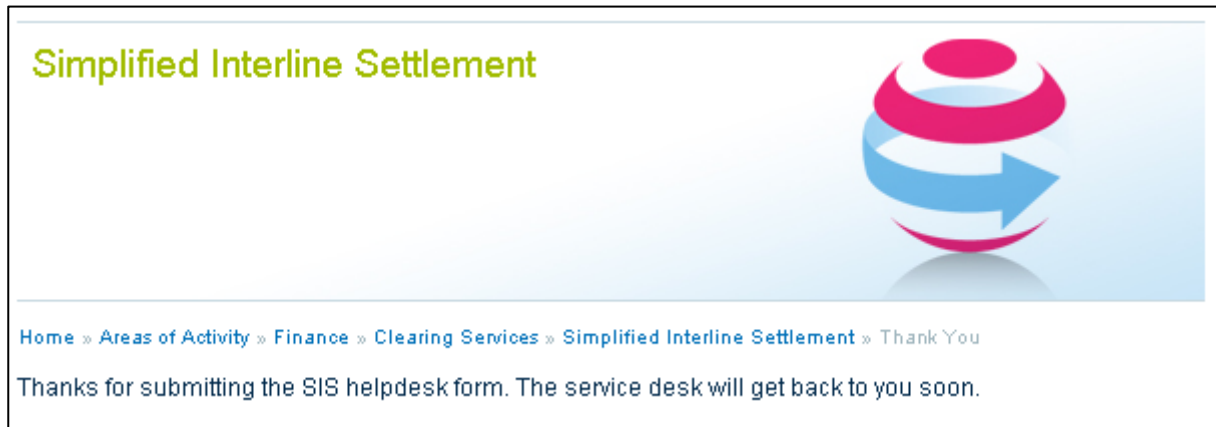 Simplified Interline Settlement
Home » Areas of Activity » Finance » Clearing Services » Simplified Interline Settlement » Thank You
Thanks for submitting the SIS helpdesk form. The service desk will get back to you soon.